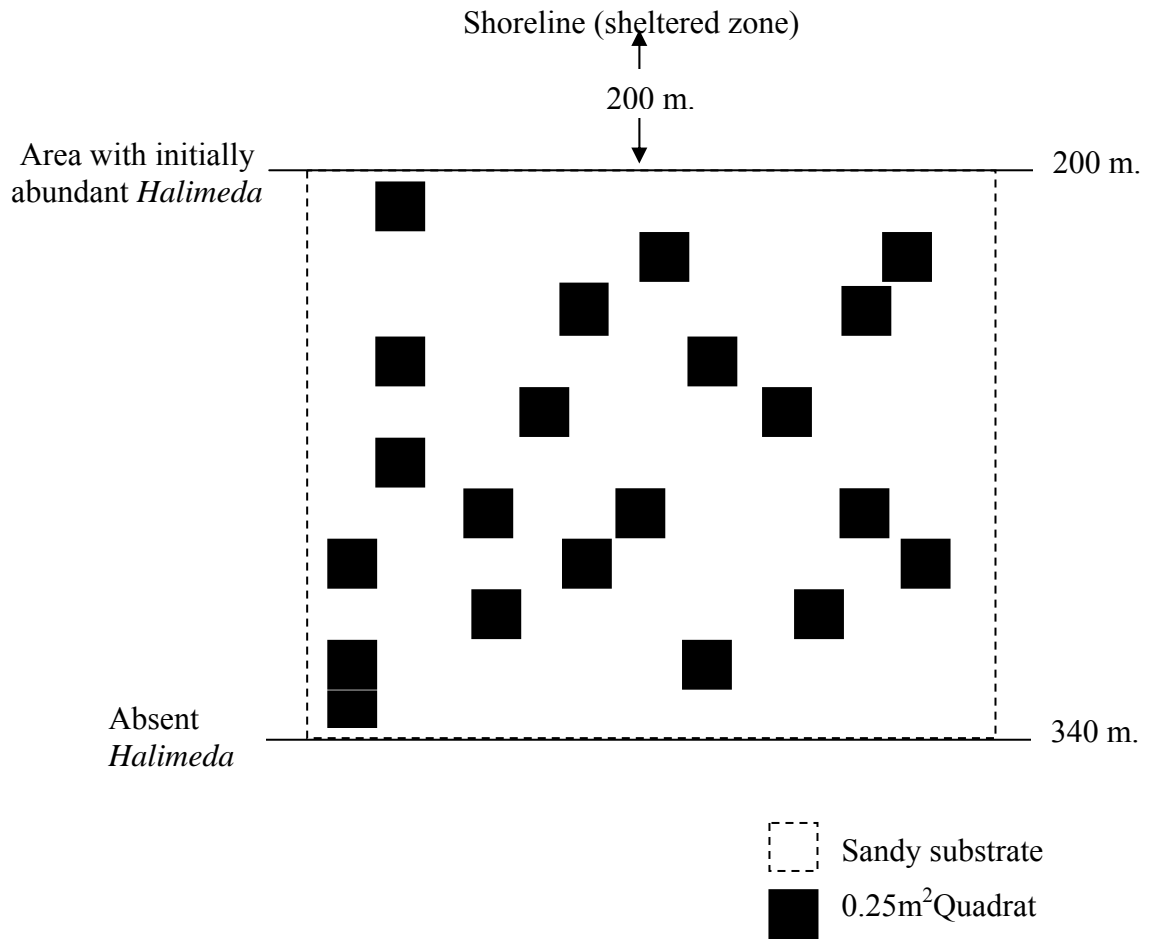 Shoreline (sheltered zone)
200 m.
Area with initially
abundant Halimeda
200 m.
Absent
Halimeda
340 m.
Sandy substrate
0.25m²Quadrat